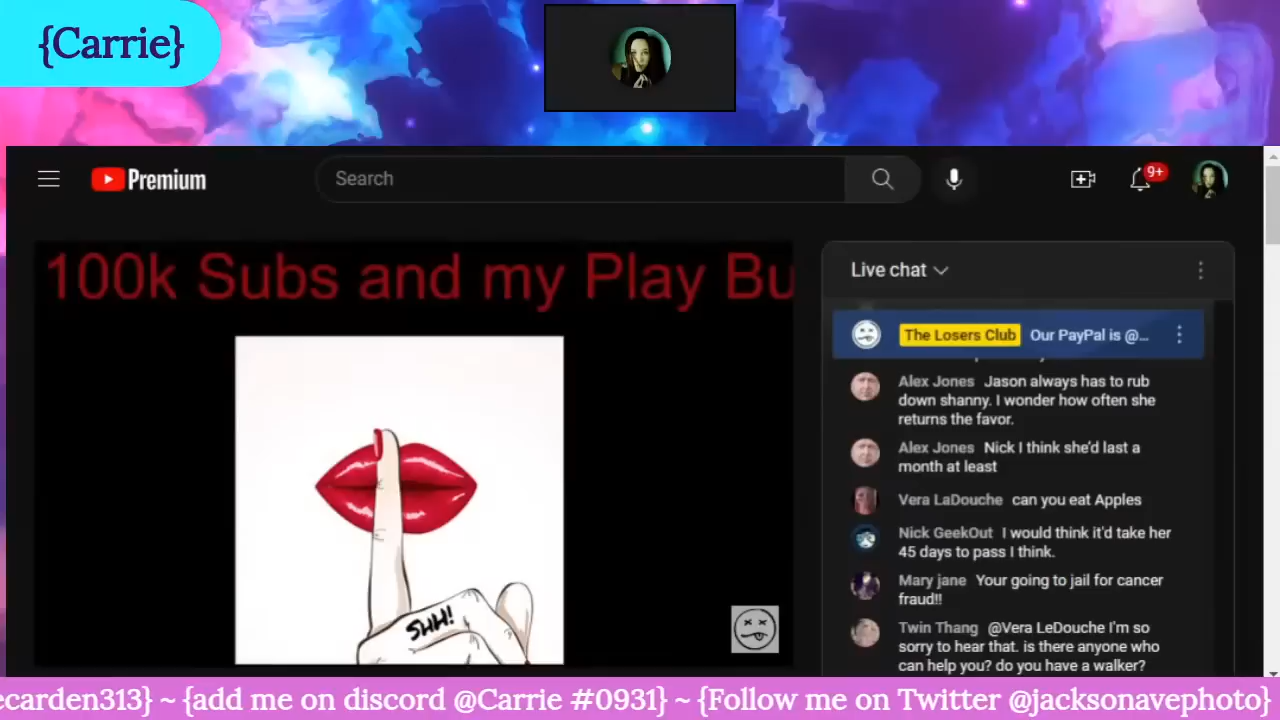 {Carrie}
Premium
Search
9+
100k Subs and my Play Bu
SHH!
Live chat
The Losers Club Our PayPal is @...
Alex Jones Jason always has to rub
down shanny. I wonder how often she
returns the favor.
Alex Jones Nick I think she'd last a
month at least
Vera LaDouche can you eat Apples
Nick GeekOut I would think it'd take her
45 days to pass I think.
Mary jane Your going to jail for cancer
fraud!!
Twin Thang @Vera LeDouche I'm so
sorry to hear that. is there anyone who
can help you? do you have a walker?
ecarden313} ~ {add me on discord @Carrie #0931} ~ {Follow me on Twitter @jacksonavephoto}